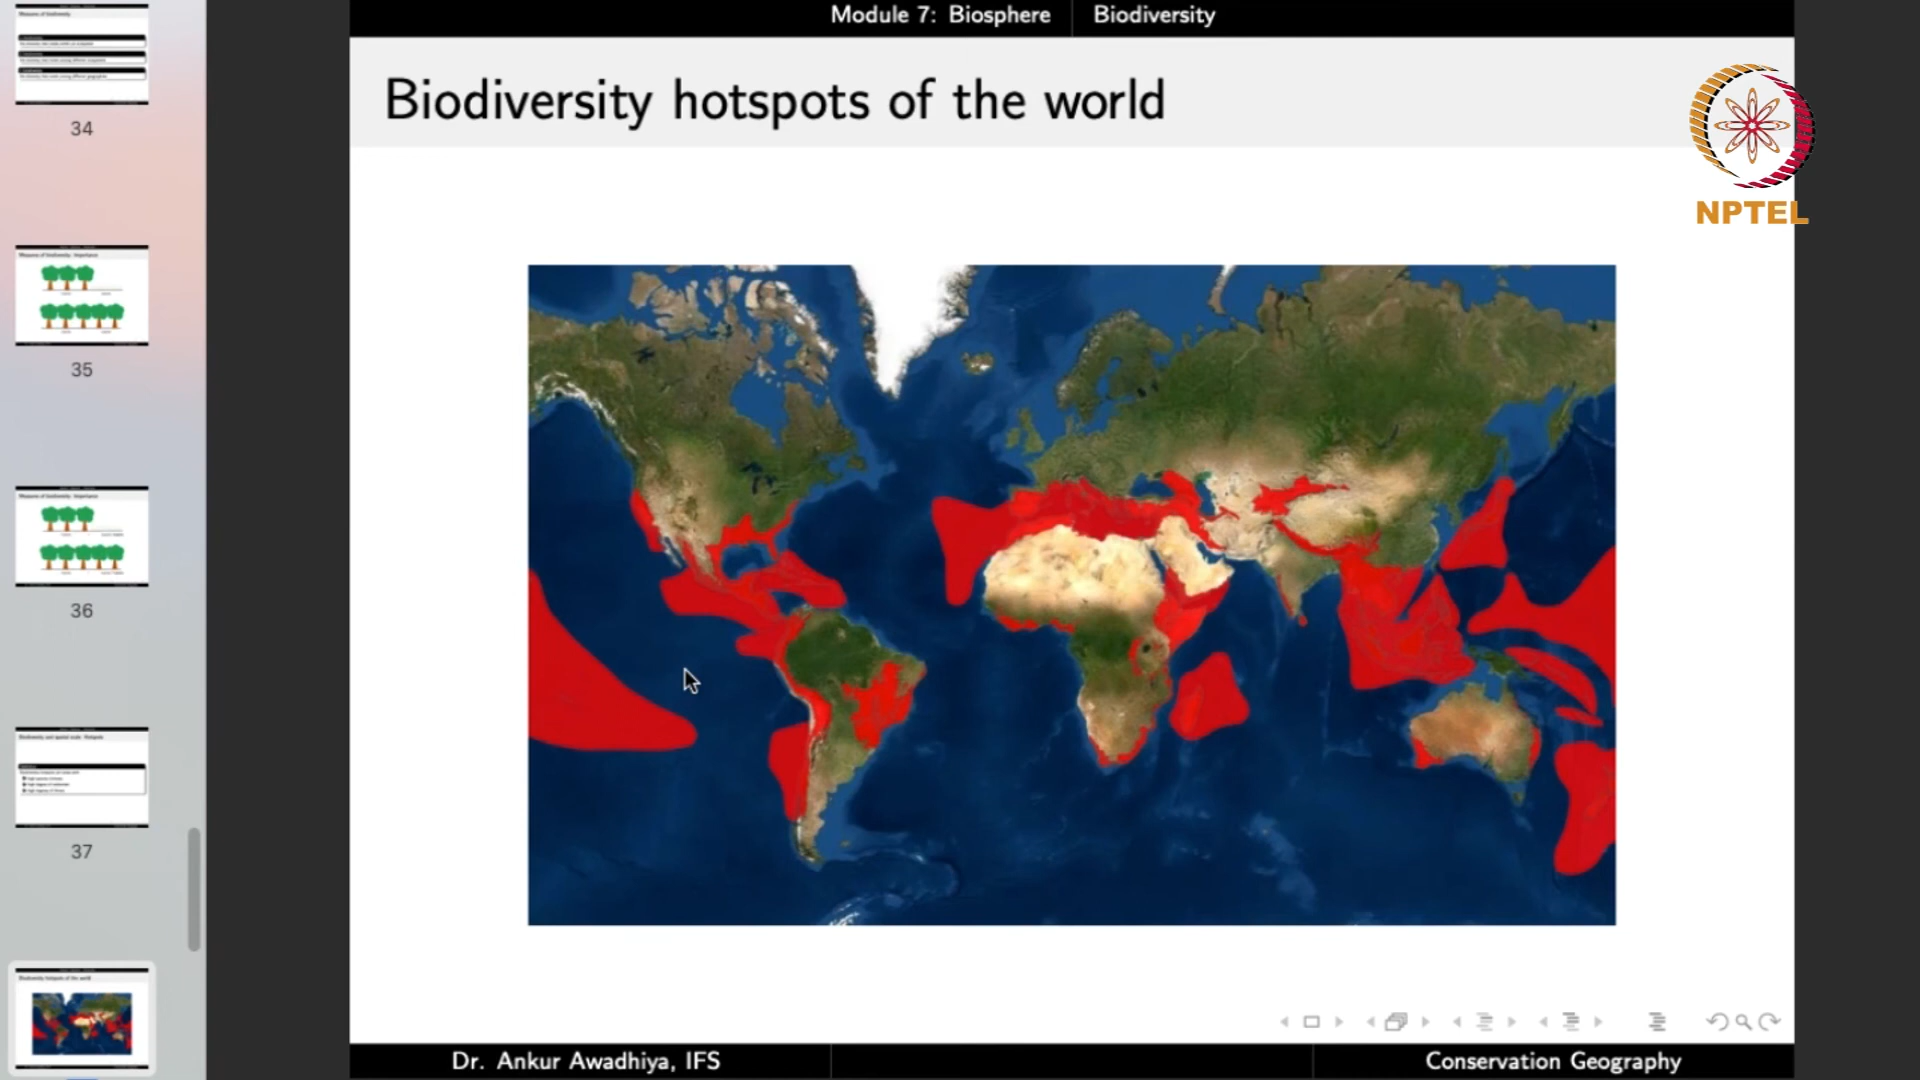 Module 7: Biosphere
Biodiversity
Biodiversity hotspots of the world
NPTEL
34
35
36
37
Dr. Ankur Awadhiya, IFS
Conservation Geography